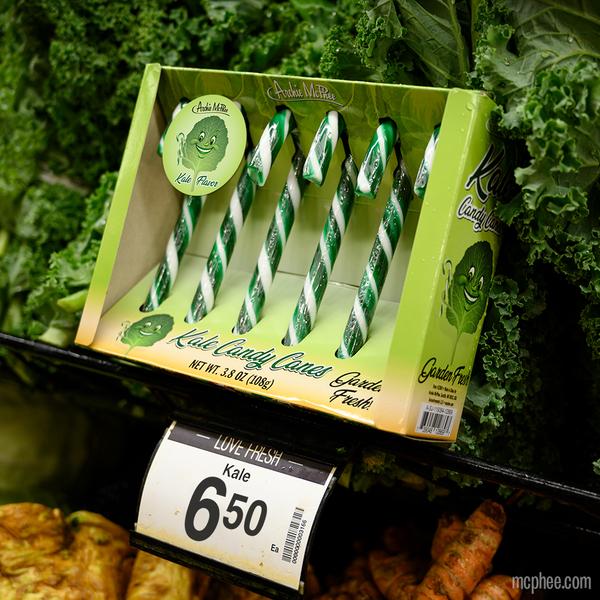 Archie McPhee
Archie McPhee
Kale Flavor
Kale Candy Canes
NET WT. 3.8 OZ (108g)
Garden
Fresh!
Kale
Candy Canes
Garden Fresh!
LOVE FRESH
Kale
6 50
Ea
mcphee.com